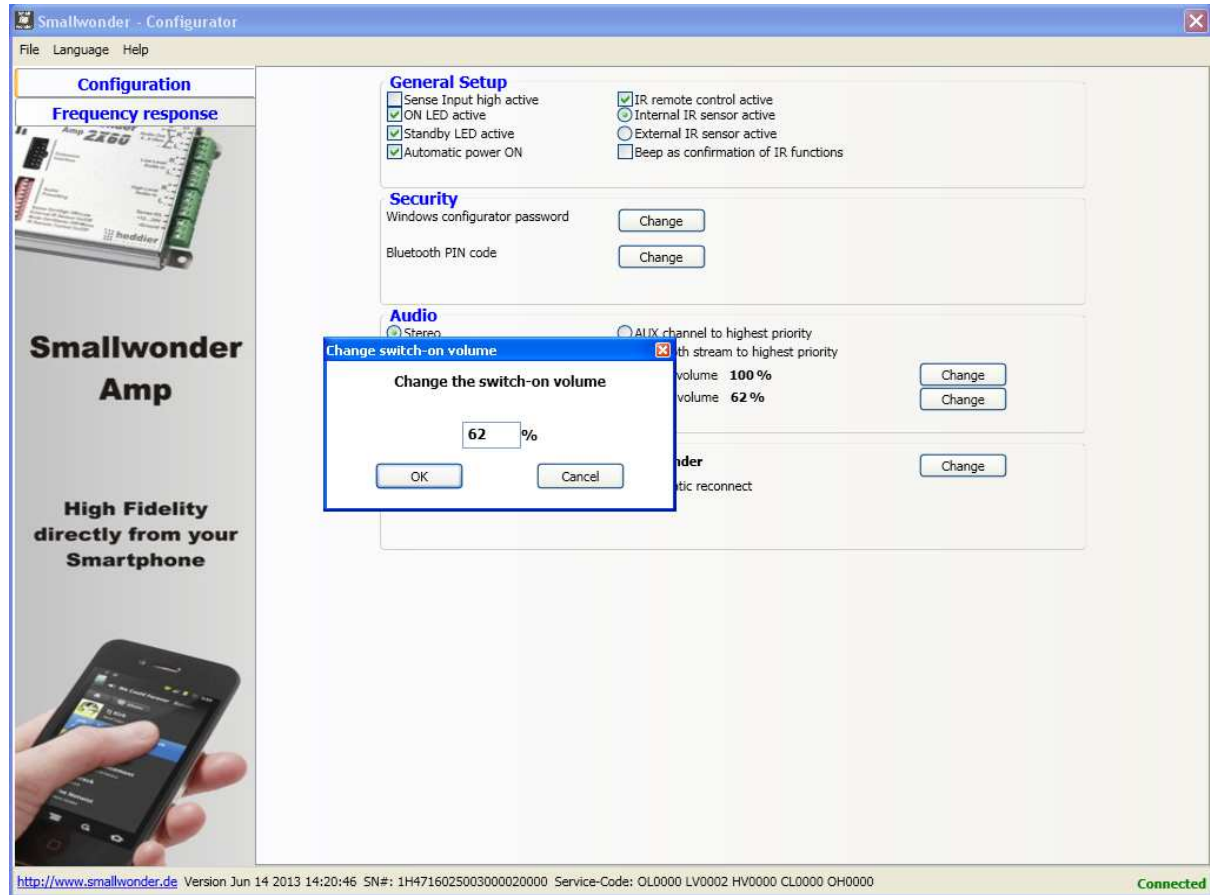 Smallwonder - Configurator
File Language Help
Configuration
Frequency response
Amp 2X60
heddier
Smallwonder
Amp
High Fidelity
directly from your
Smartphone
General Setup
Sense Input high active
ON LED active
Standby LED active
Automatic power ON
IR remote control active
Internal IR sensor active
External IR sensor active
Beep as confirmation of IR functions
Security
Windows configurator password
Change
Bluetooth PIN code
Change
Audio
Stereo
AUX channel to highest priority
th stream to highest priority
volume 100 %
Change
volume 62 %
Change
Change switch-on volume
Change the switch-on volume
62 %
OK
Cancel
nder
Change
tic reconnect
http://www.smallwonder.de Version Jun 14 2013 14:20:46 SN#: 1H4716025003000020000 Service-Code: OL0000 LV0002 HV0000 CL0000 OH0000
Connected